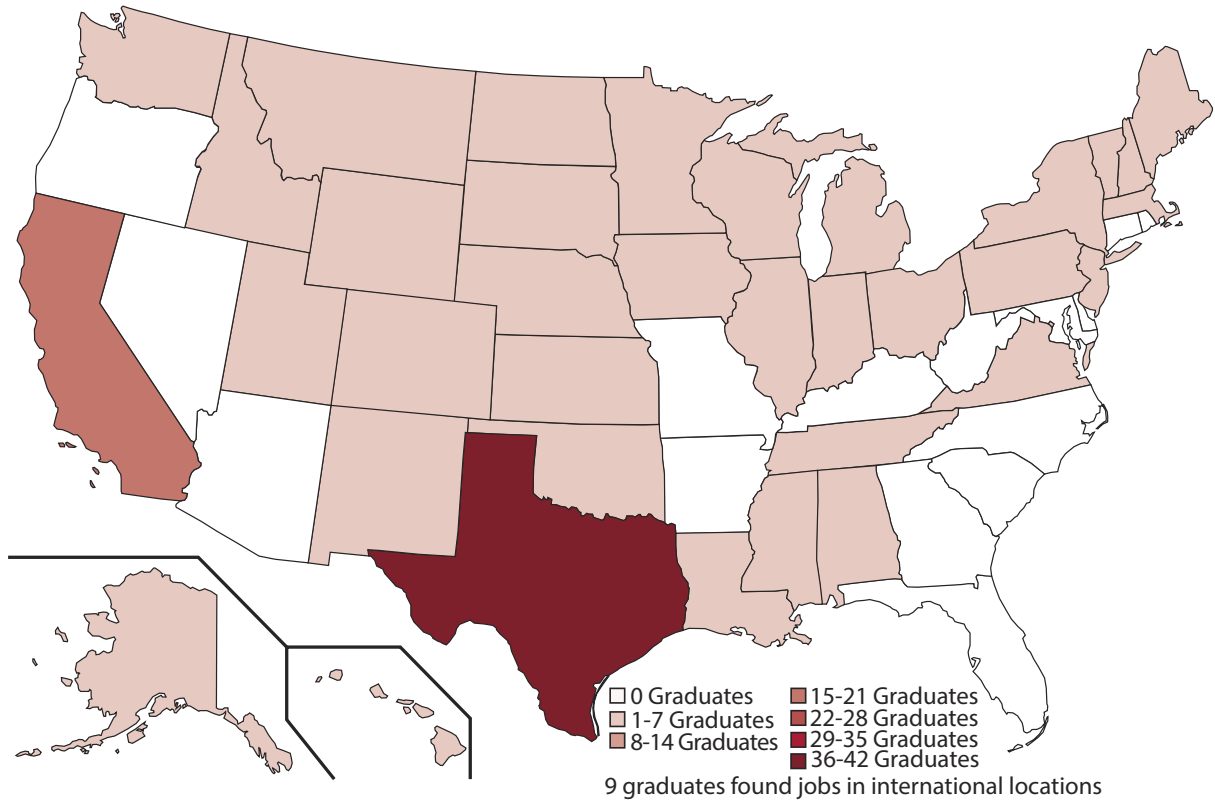 0 Graduates
1-7 Graduates
8-14 Graduates
15-21 Graduates
22-28 Graduates
29-35 Graduates
36-42 Graduates
9 graduates found jobs in international locations